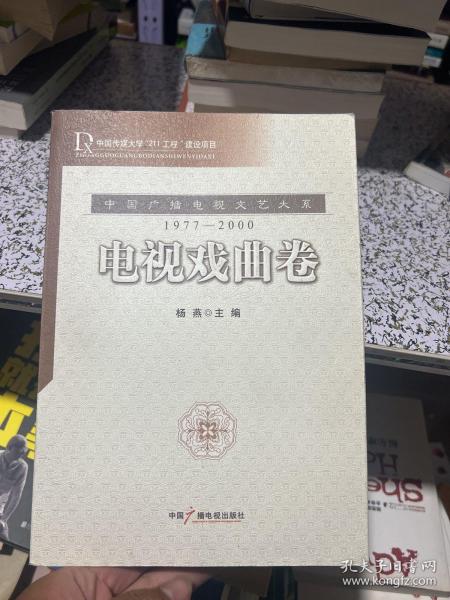 DX
中国传媒大学"211工程"建设项目
ZHONGGUOGUANGBODIANSHIWENYIDAXI
中国广播电视文艺大系
1977—2000
电视戏曲卷
杨燕◎主编
中国广播电视出版社
She
孔夫子旧书网
www.kongfz.com